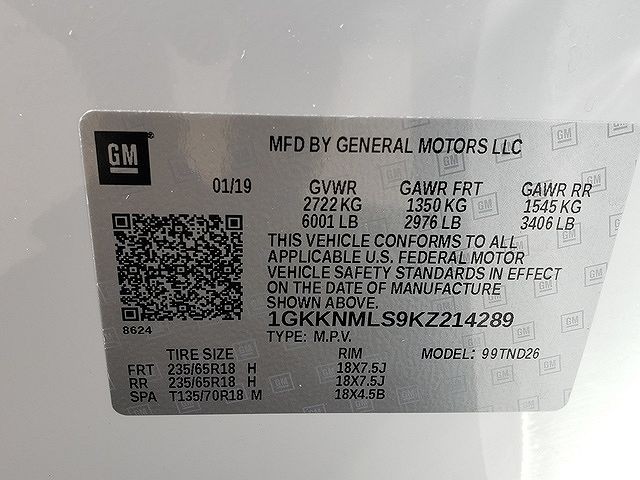 GM
MFD BY GENERAL MOTORS LLC
01/19 GVWR GAWR FRT GAWR RR
2722 KG 1350 KG 1545 KG
6001 LB 2976 LB 3406 LB
THIS VEHICLE CONFORMS TO ALL
APPLICABLE U.S. FEDERAL MOTOR
VEHICLE SAFETY STANDARDS IN EFFECT
ON THE DATE OF MANUFACTURE
SHOWN ABOVE.
8624
1GKKNMLS9KZ214289
TYPE: M.P.V.
TIRE SIZE RIM MODEL: 99TND26
FRT 235/65R18 H 18X7.5J
RR 235/65R18 H 18X7.5J
SPA T135/70R18 M 18X4.5B